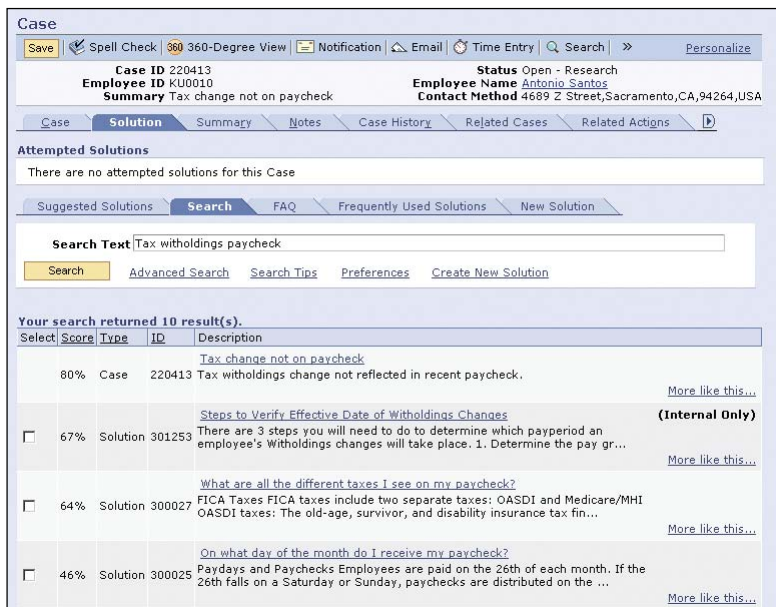 Case
Save Spell Check 360 360-Degree View Notification Email Time Entry Search » Personalize
Case ID 220413 Status Open - Research
Employee ID KU0010 Employee Name Antonio Santos
Summary Tax change not on paycheck Contact Method 4689 Z Street,Sacramento,CA,94264,USA
Case Solution Summary Notes Case History Related Cases Related Actions
Attempted Solutions
There are no attempted solutions for this Case
Suggested Solutions Search FAQ Frequently Used Solutions New Solution
Search Text Tax witholdings paycheck
Search Advanced Search Search Tips Preferences Create New Solution
Your search returned 10 result(s).
Select Score Type ID Description
Tax change not on paycheck
80% Case 220413 Tax witholdings change not reflected in recent paycheck.
More like this...
Steps to Verify Effective Date of Witholdings Changes (Internal Only)
67% Solution 301253 There are 3 steps you will need to do to determine which payperiod an
employee's Witholdings changes will take place. 1. Determine the pay gr...
More like this...
What are all the different taxes I see on my paycheck?
64% Solution 300027 FICA Taxes FICA taxes include two separate taxes: OASDI and Medicare/MHI
OASDI taxes: The old-age, survivor, and disability insurance tax fin...
More like this...
On what day of the month do I receive my paycheck?
46% Solution 300025 Paydays and Paychecks Employees are paid on the 26th of each month. If the
26th falls on a Saturday or Sunday, paychecks are distributed on the ...
More like this...